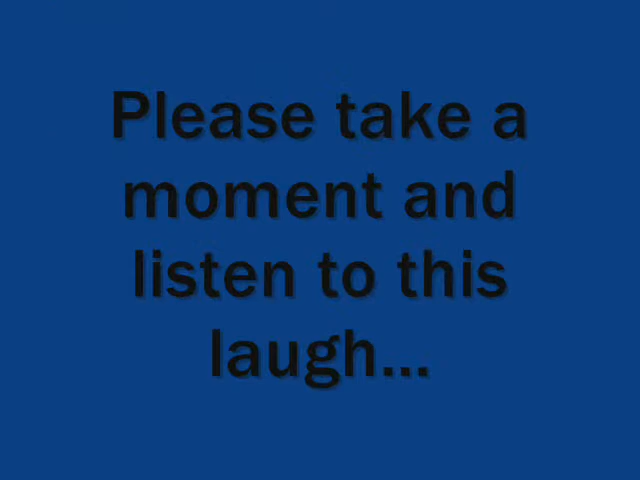 Please take a
moment and
listen to this
laugh...